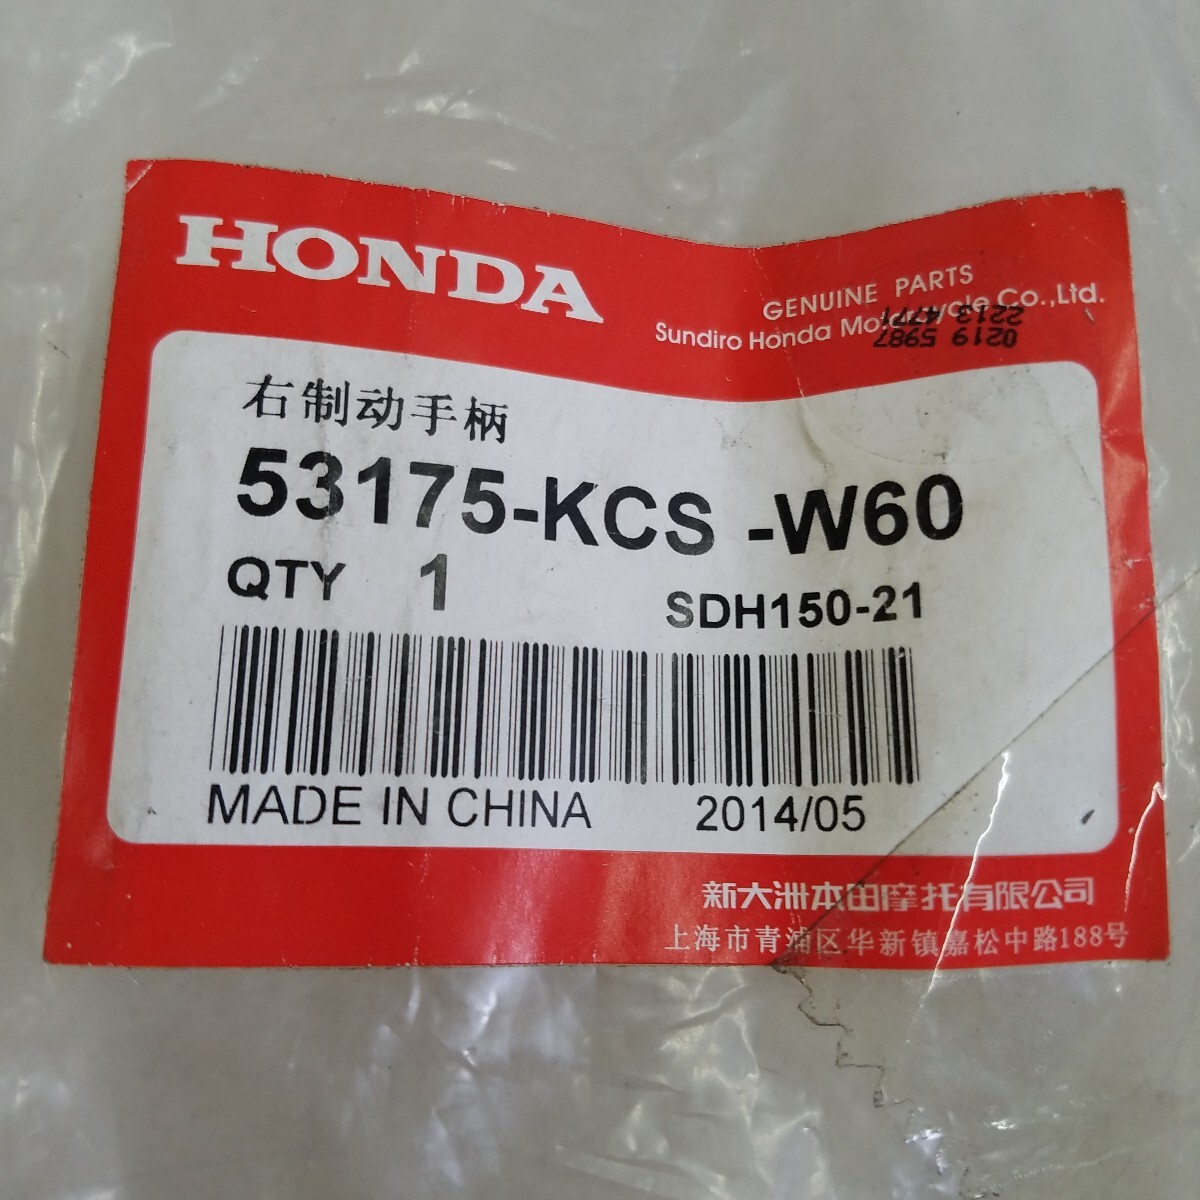 HONDA
GENUINE PARTS
Sundiro Honda Motorcycle Co.,Ltd.
0219 5987
2213 4771
右制动手柄
53175-KCS -W60
QTY 1
SDH150-21
MADE IN CHINA 2014/05
新大洲本田摩托有限公司
上海市青浦区华新镇嘉松中路188号